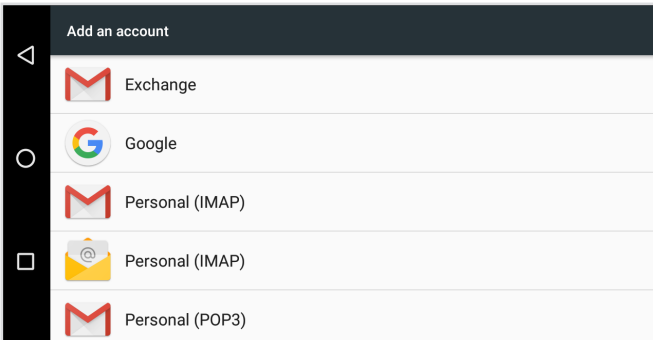 Add an account
Exchange
Google
Personal (IMAP)
@
Personal (IMAP)
Personal (POP3)